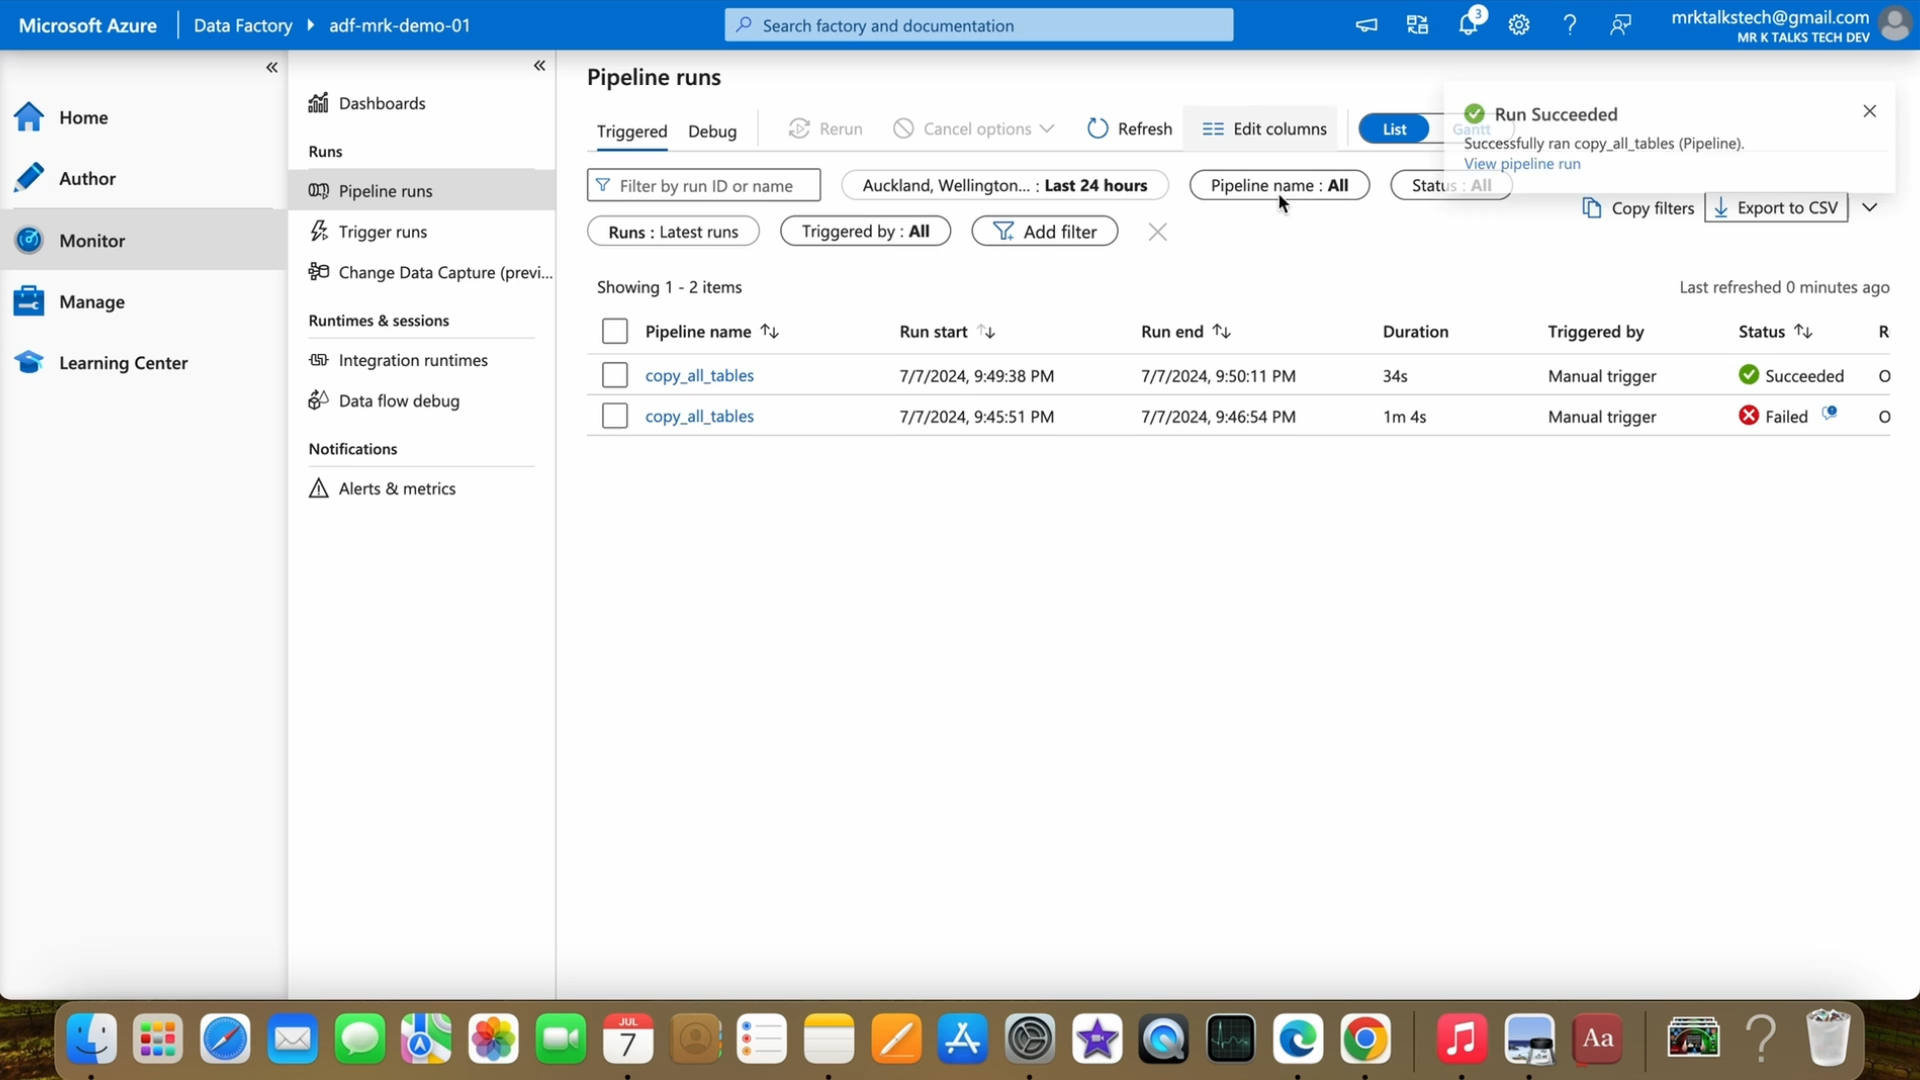 Microsoft Azure
Data Factory
adf-mrk-demo-01
Search factory and documentation
3
mrktalkstech@gmail.com
MR K TALKS TECH DEV
Home
Author
Monitor
Manage
Learning Center
Dashboards
Runs
Pipeline runs
Trigger runs
Change Data Capture (previ...
Runtimes & sessions
Integration runtimes
Data flow debug
Notifications
Alerts & metrics
Pipeline runs
Triggered Debug Rerun Cancel options Refresh Edit columns List Gantt
Run Succeeded
Successfully ran copy_all_tables (Pipeline).
View pipeline run
Filter by run ID or name Auckland, Wellington... : Last 24 hours Pipeline name : All Status : All
Runs : Latest runs Triggered by : All Add filter
Copy filters Export to CSV
Showing 1 - 2 items
Last refreshed 0 minutes ago
Pipeline name Run start Run end Duration Triggered by Status R
copy_all_tables 7/7/2024, 9:49:38 PM 7/7/2024, 9:50:11 PM 34s Manual trigger Succeeded O
copy_all_tables 7/7/2024, 9:45:51 PM 7/7/2024, 9:46:54 PM 1m 4s Manual trigger Failed O
JUL
7
Aa